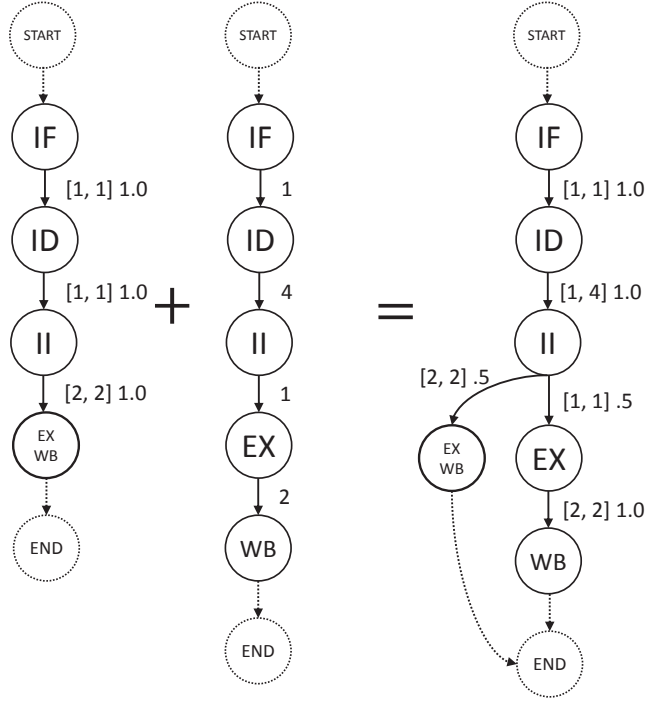 START
IF
[1, 1] 1.0
ID
[1, 1] 1.0
II
[2, 2] 1.0
EX
WB
END
+
START
IF
1
ID
4
II
1
EX
2
WB
END
=
START
IF
[1, 1] 1.0
ID
[1, 4] 1.0
II
[2, 2] .5
[1, 1] .5
EX
WB
EX
[2, 2] 1.0
WB
END